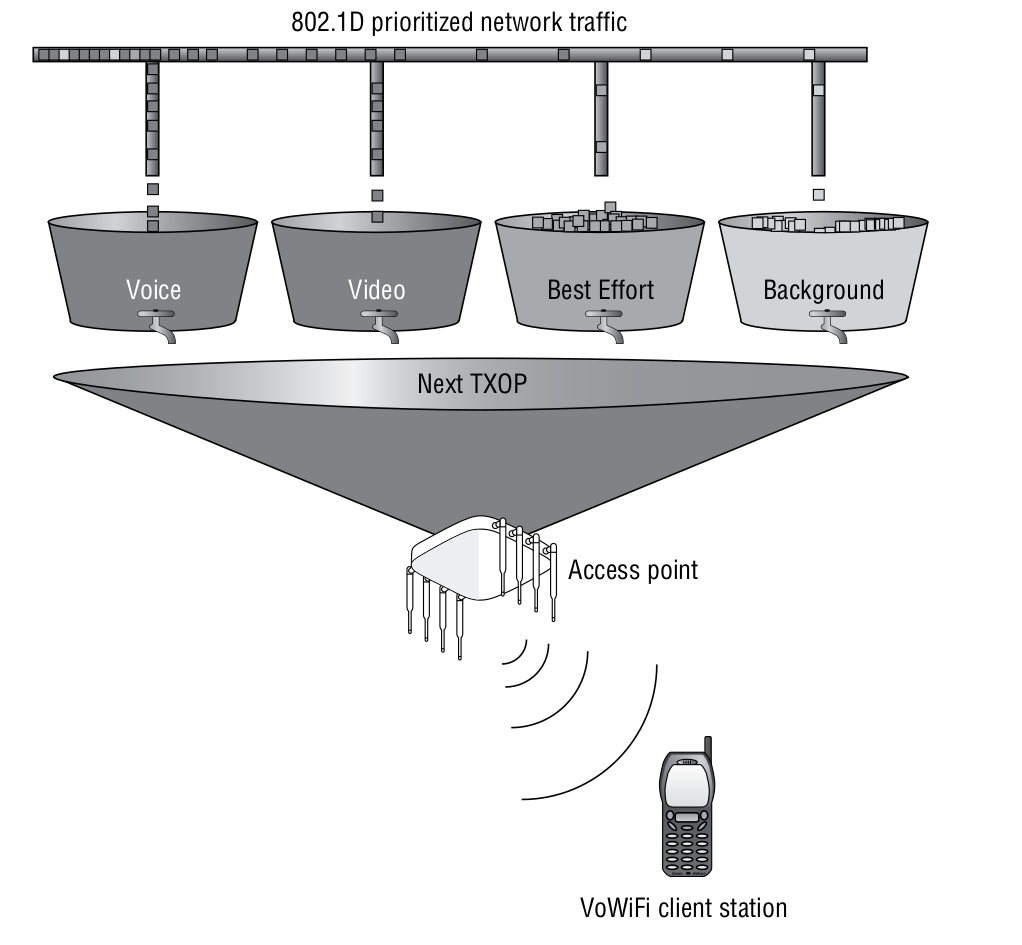 802.1D prioritized network traffic
Voice
Video
Best Effort
Background
Next TXOP
Access point
VoWiFi client station